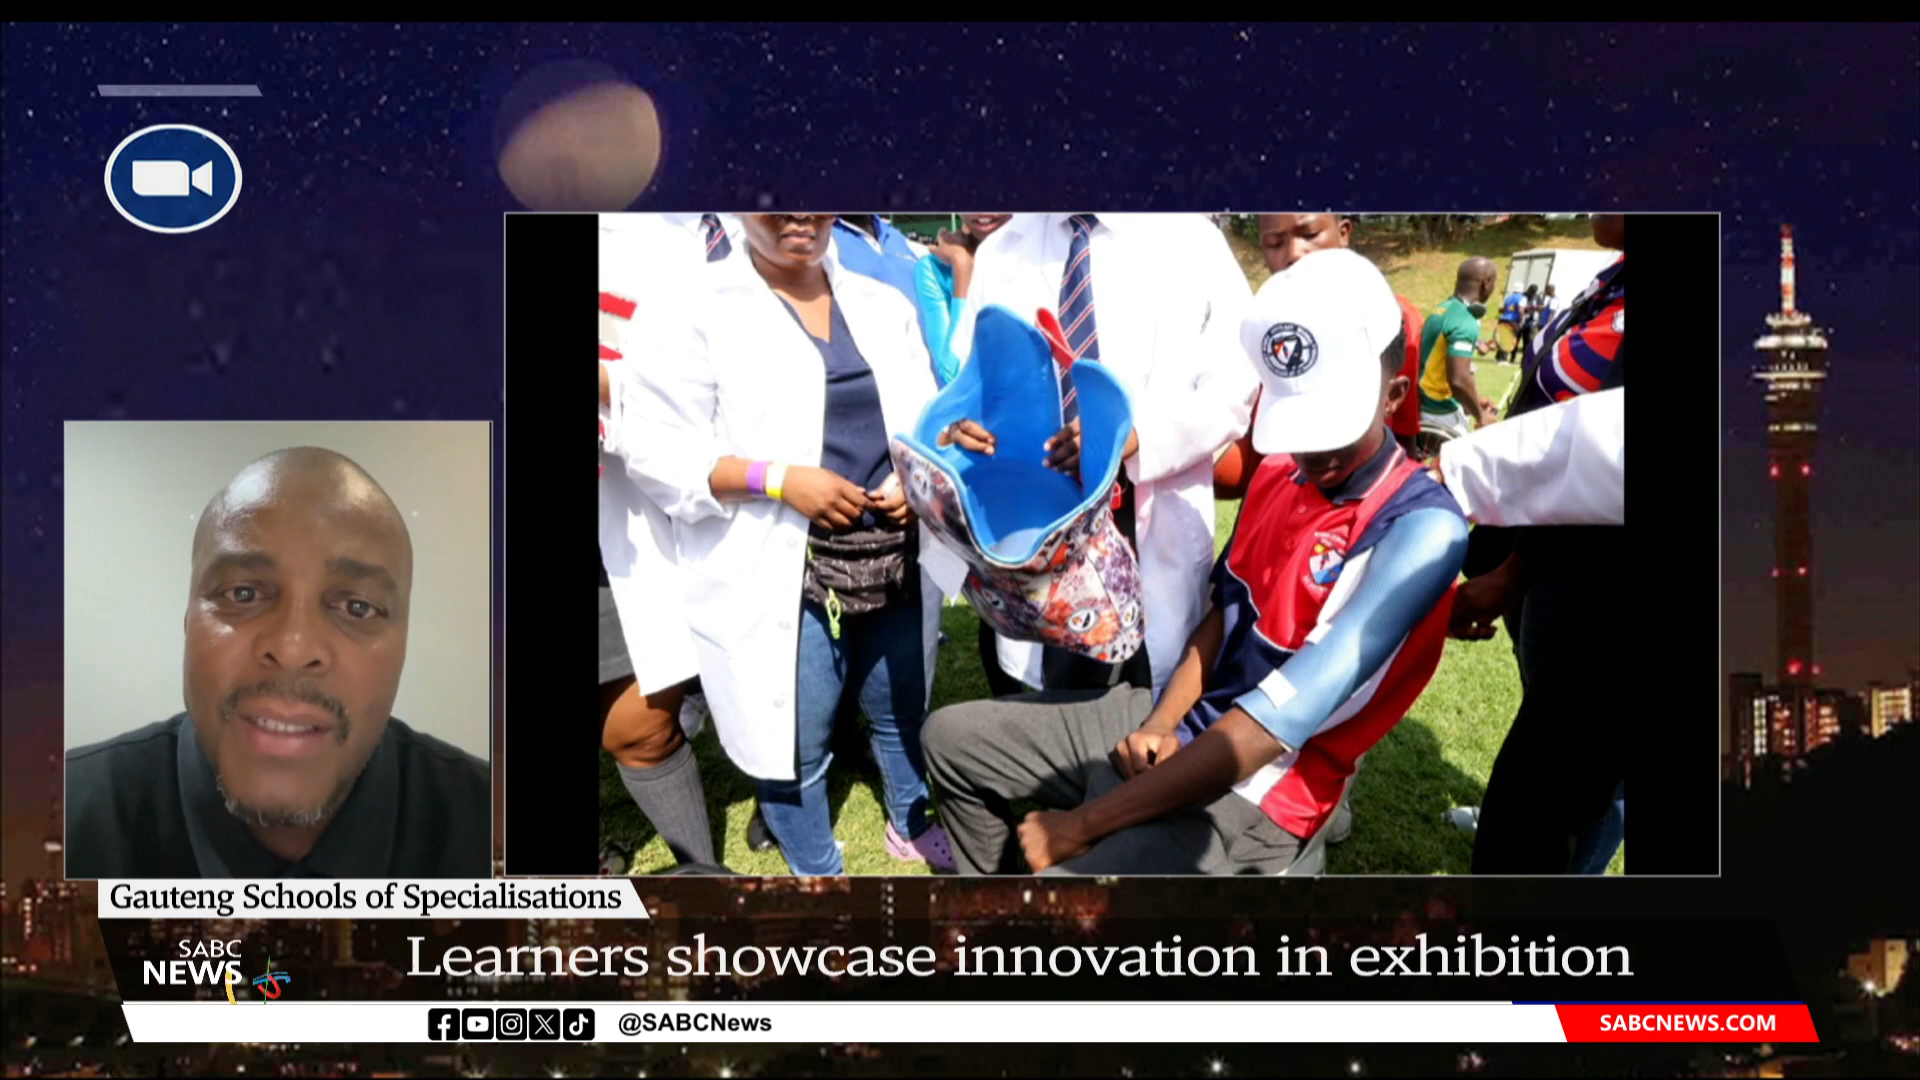 Gauteng Schools of Specialisations
SABC
NEWS
Learners showcase innovation in exhibition
@SABCNews
SABCNEWS.COM